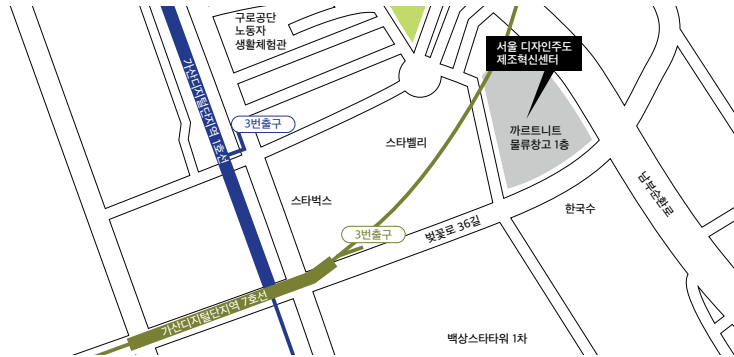 구로공단
노동자
생활체험관
서울 디자인주도
제조혁신센터
가산디지털단지역 1호선
3번출구
까르트니트
물류창고 1층
스타벨리
남부순환로
스타벅스
한국수
벚꽃로 36길
3번출구
가산디지털단지역 7호선
백상스타타워 1차